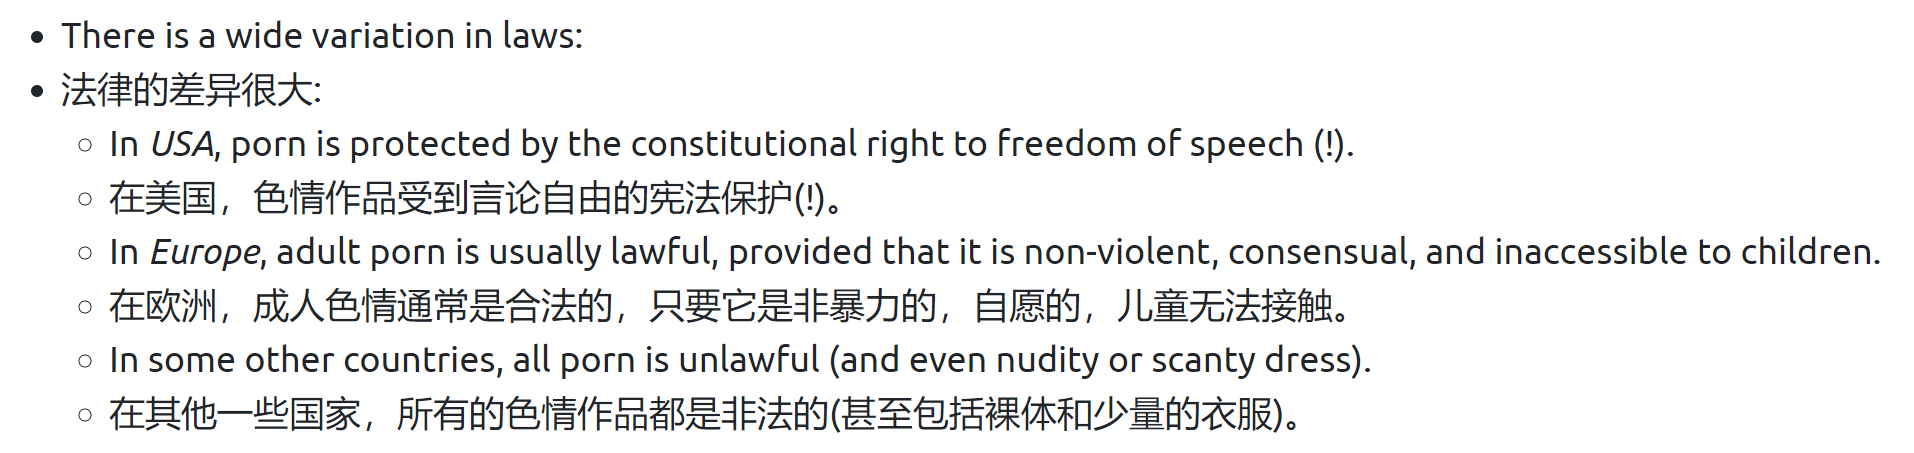 There is a wide variation in laws:
法律的差异很大:
In USA, porn is protected by the constitutional right to freedom of speech (!).
在美国，色情作品受到言论自由的宪法保护(!)。
In Europe, adult porn is usually lawful, provided that it is non-violent, consensual, and inaccessible to children.
在欧洲，成人色情通常是合法的，只要它是非暴力的，自愿的，儿童无法接触。
In some other countries, all porn is unlawful (and even nudity or scanty dress).
在其他一些国家，所有的色情作品都是非法的(甚至包括裸体和少量的衣服)。